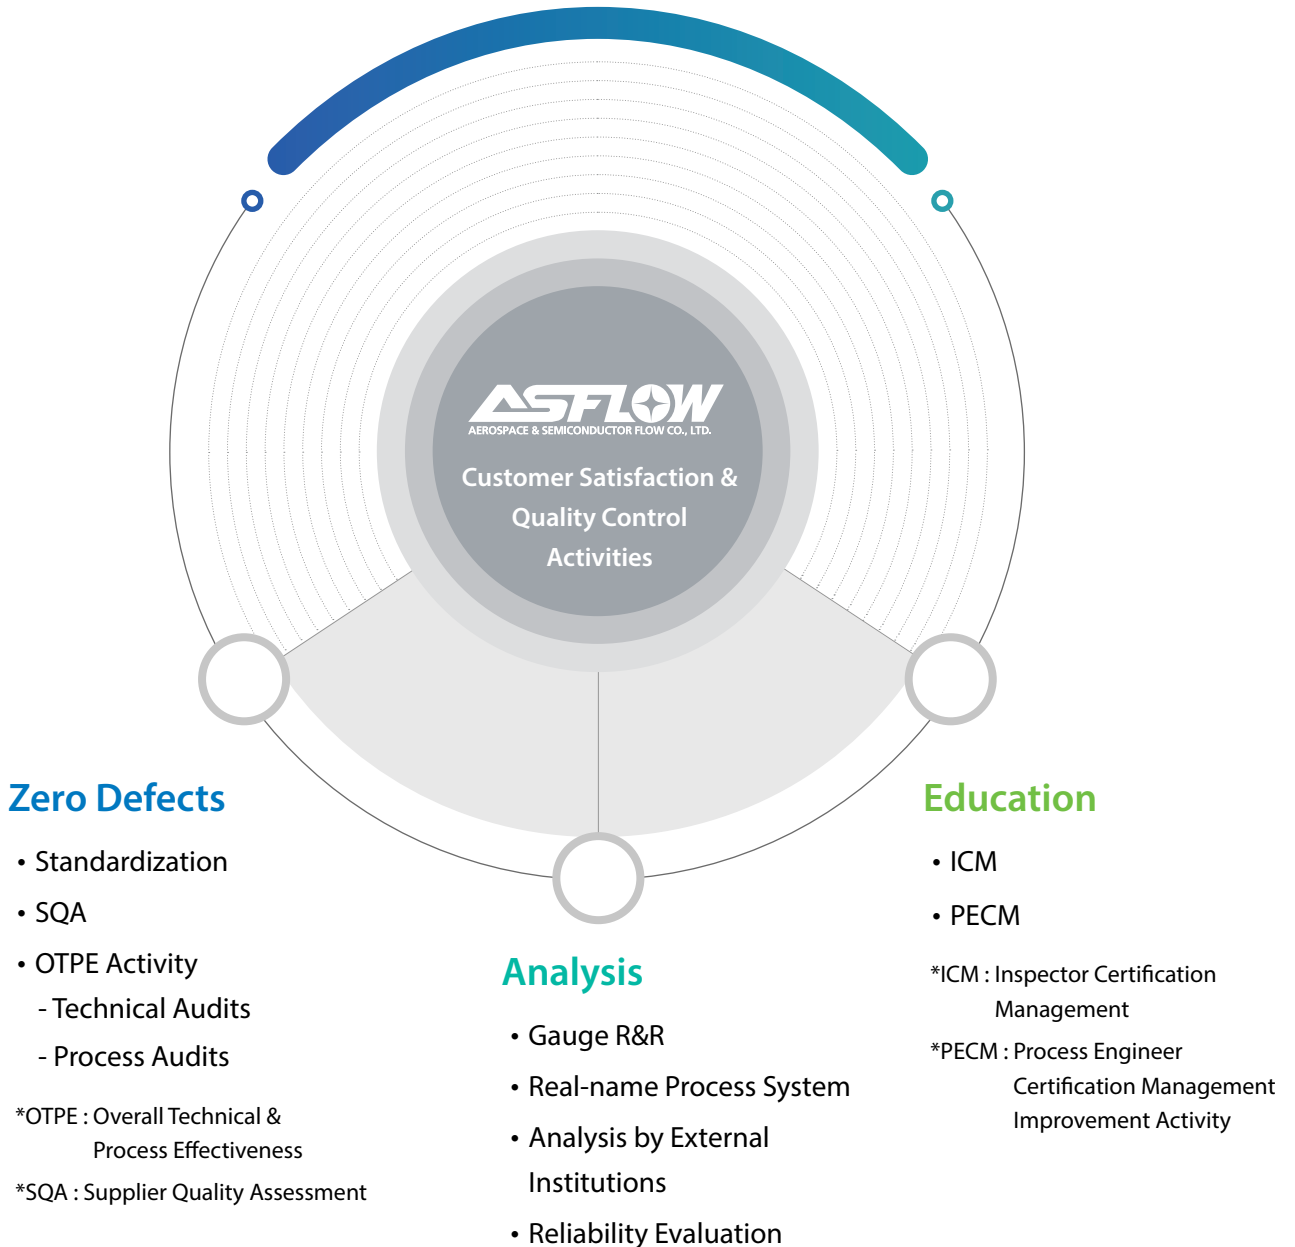 ASFLOW
AEROSPACE & SEMICONDUCTOR FLOW CO., LTD.
Customer Satisfaction &
Quality Control
Activities
Zero Defects
• Standardization
• SQA
• OTPE Activity
- Technical Audits
- Process Audits
*OTPE : Overall Technical &
Process Effectiveness
*SQA : Supplier Quality Assessment
Analysis
• Gauge R&R
• Real-name Process System
• Analysis by External
Institutions
• Reliability Evaluation
Education
• ICM
• PECM
*ICM : Inspector Certification
Management
*PECM : Process Engineer
Certification Management
Improvement Activity